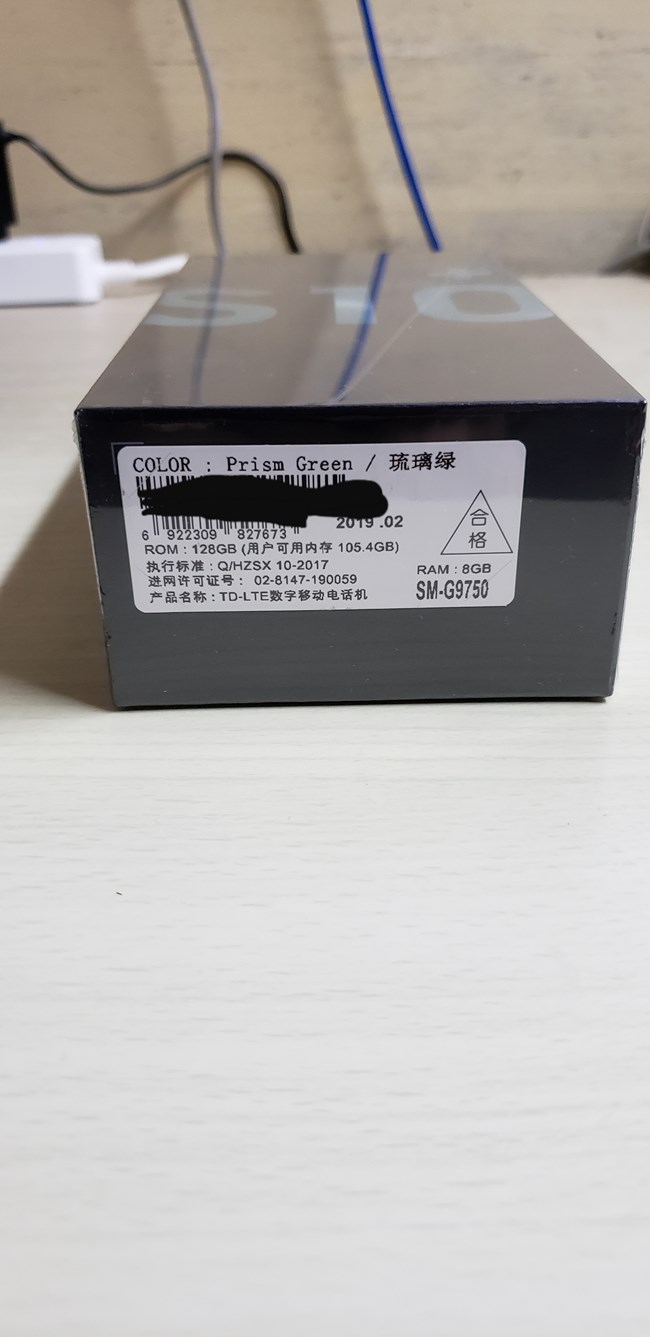 S10
COLOR : Prism Green / 琉璃绿
2019 .02
6 922309 827673
ROM : 128GB (用户可用内存 105.4GB)
执行标准 : Q/HZSX 10-2017
进网许可证号 : 02-8147-190059
产品名称 : TD-LTE数字移动电话机
合格
RAM : 8GB
SM-G9750